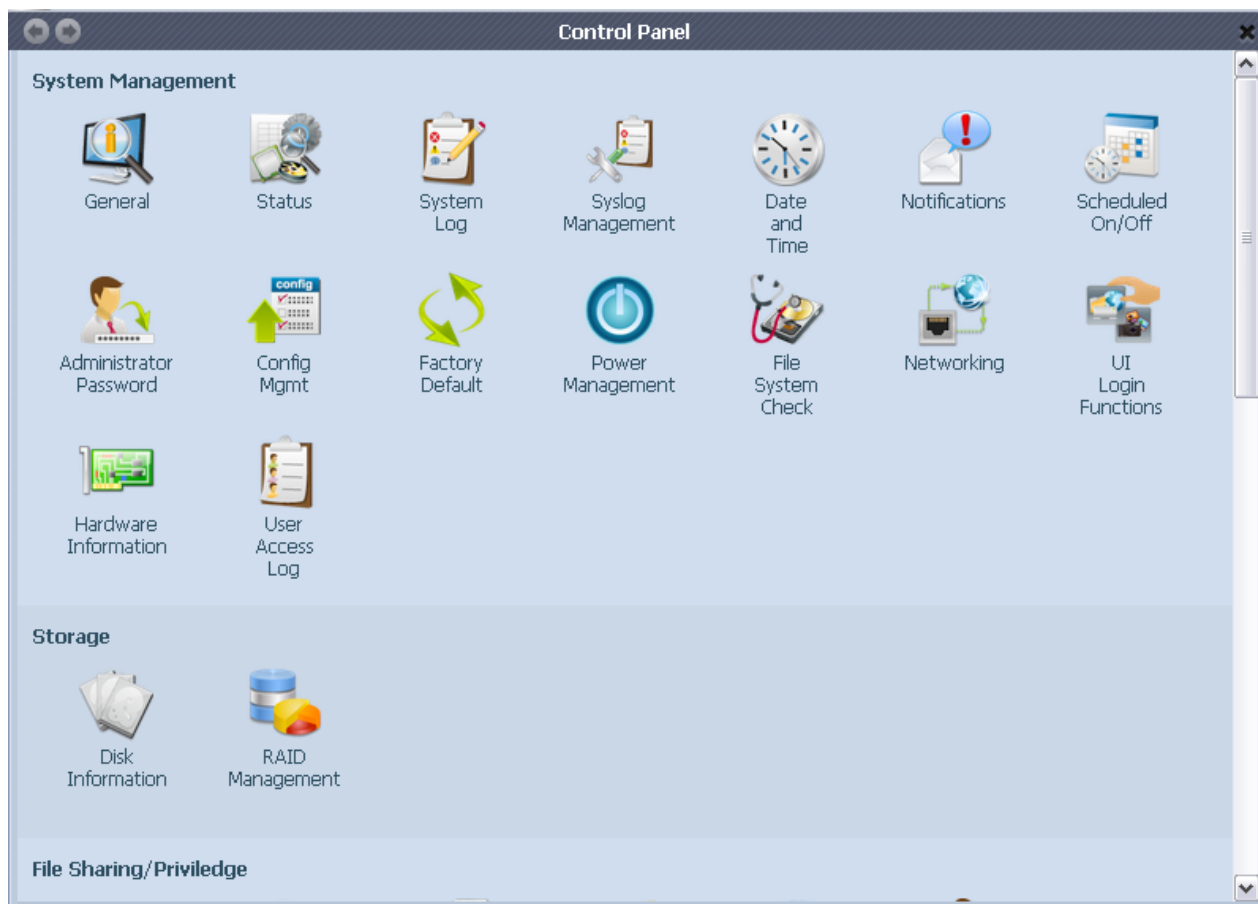 Control Panel
System Management
General
Status
System
Log
Syslog
Management
Date
and
Time
Notifications
Scheduled
On/Off
Administrator
Password
config
Config
Mgmt
Factory
Default
Power
Management
File
System
Check
Networking
UI
Login
Functions
Hardware
Information
User
Access
Log
Storage
Disk
Information
RAID
Management
File Sharing/Priviledge